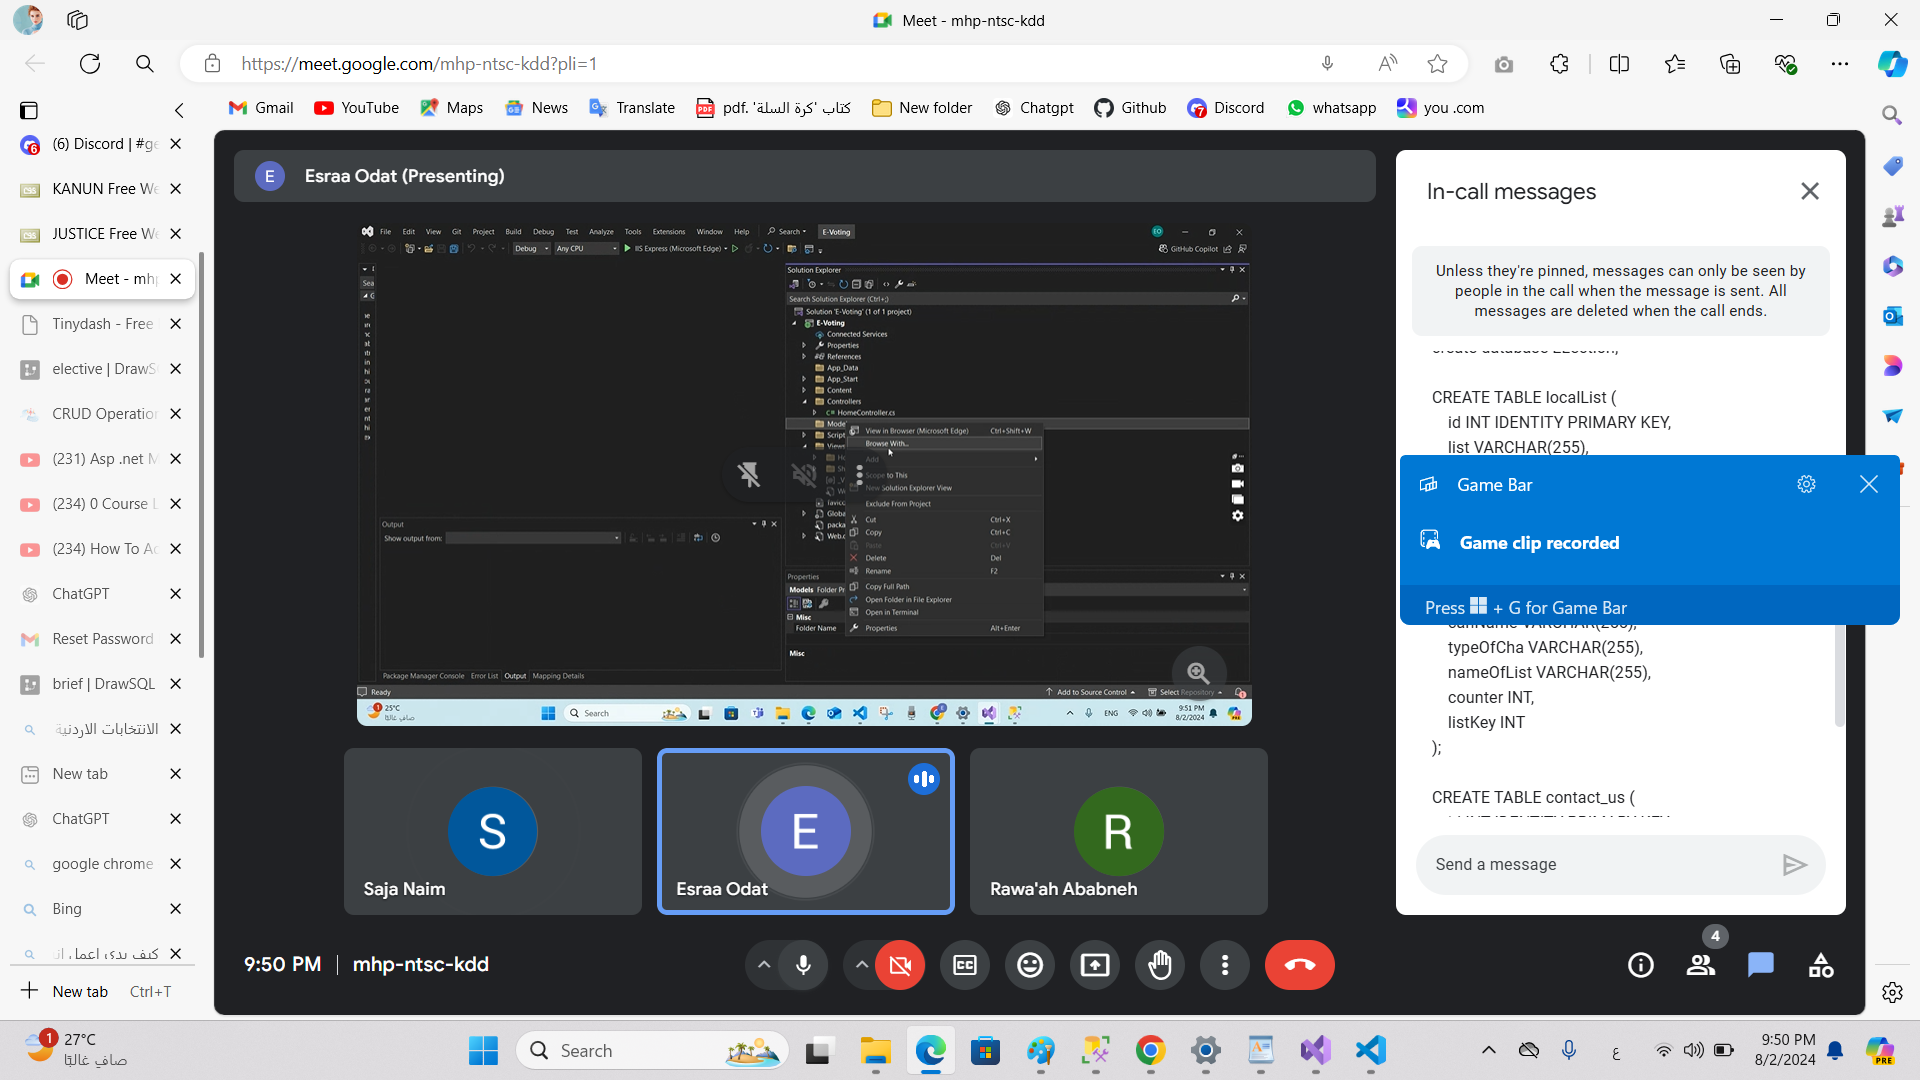 Meet - mhp-ntsc-kdd
https://meet.google.com/mhp-ntsc-kdd?pli=1
Gmail
YouTube
Maps
News
Translate
كتاب 'كرة السلة' .pdf
New folder
Chatgpt
Github
Discord
whatsapp
you .com
(6) Discord | #ge
KANUN Free We
JUSTICE Free We
Meet - mhp
Tinydash - Free
elective | DrawS
CRUD Operation
(231) Asp .net M
(234) 0 Course L
(234) How To Ac
ChatGPT
Reset Password
brief | DrawSQL
الانتخابات الاردنية
New tab
ChatGPT
google chrome
Bing
كيف بدي اعمل ان
New tab Ctrl+T
E
Esraa Odat (Presenting)
File Edit View Git Project Build Debug Test Analyze Tools Extensions Window Help Search E-Voting
Debug Any CPU IIS Express (Microsoft Edge) GitHub Copilot
Solution Explorer
Search Solution Explorer (Ctrl+;)
Solution 'E-Voting' (1 of 1 project)
E-Voting
Connected Services
Properties
References
App_Data
App_Start
Content
Controllers
HomeController.cs
View in Browser (Microsoft Edge) Ctrl+Shift+W
Browse With...
Add
Scope to This
New Solution Explorer View
Exclude From Project
Cut Ctrl+X
Copy Ctrl+C
Paste Ctrl+V
Delete Del
Rename F2
Copy Full Path
Open Folder in File Explorer
Open in Terminal
Properties Alt+Enter
Output
Show output from:
Properties
Models Folder Pr
Misc
Folder Name
Misc
Package Manager Console Error List Output Mapping Details
Ready
Add to Source Control Select Repository
25°C
صاف غالبًا
Search
ENG
9:51 PM
8/2/2024
S
Saja Naim
E
Esraa Odat
R
Rawa'ah Ababneh
9:50 PM | mhp-ntsc-kdd
4
In-call messages
Unless they're pinned, messages can only be seen by
people in the call when the message is sent. All
messages are deleted when the call ends.
CREATE TABLE localList (
id INT IDENTITY PRIMARY KEY,
list VARCHAR(255),
Game Bar
Game clip recorded
Press + G for Game Bar
typeOfCha VARCHAR(255),
nameOfList VARCHAR(255),
counter INT,
listKey INT
);
CREATE TABLE contact_us (
Send a message
1
27°C
صاف غالبًا
Search
ع
9:50 PM
8/2/2024
PRE